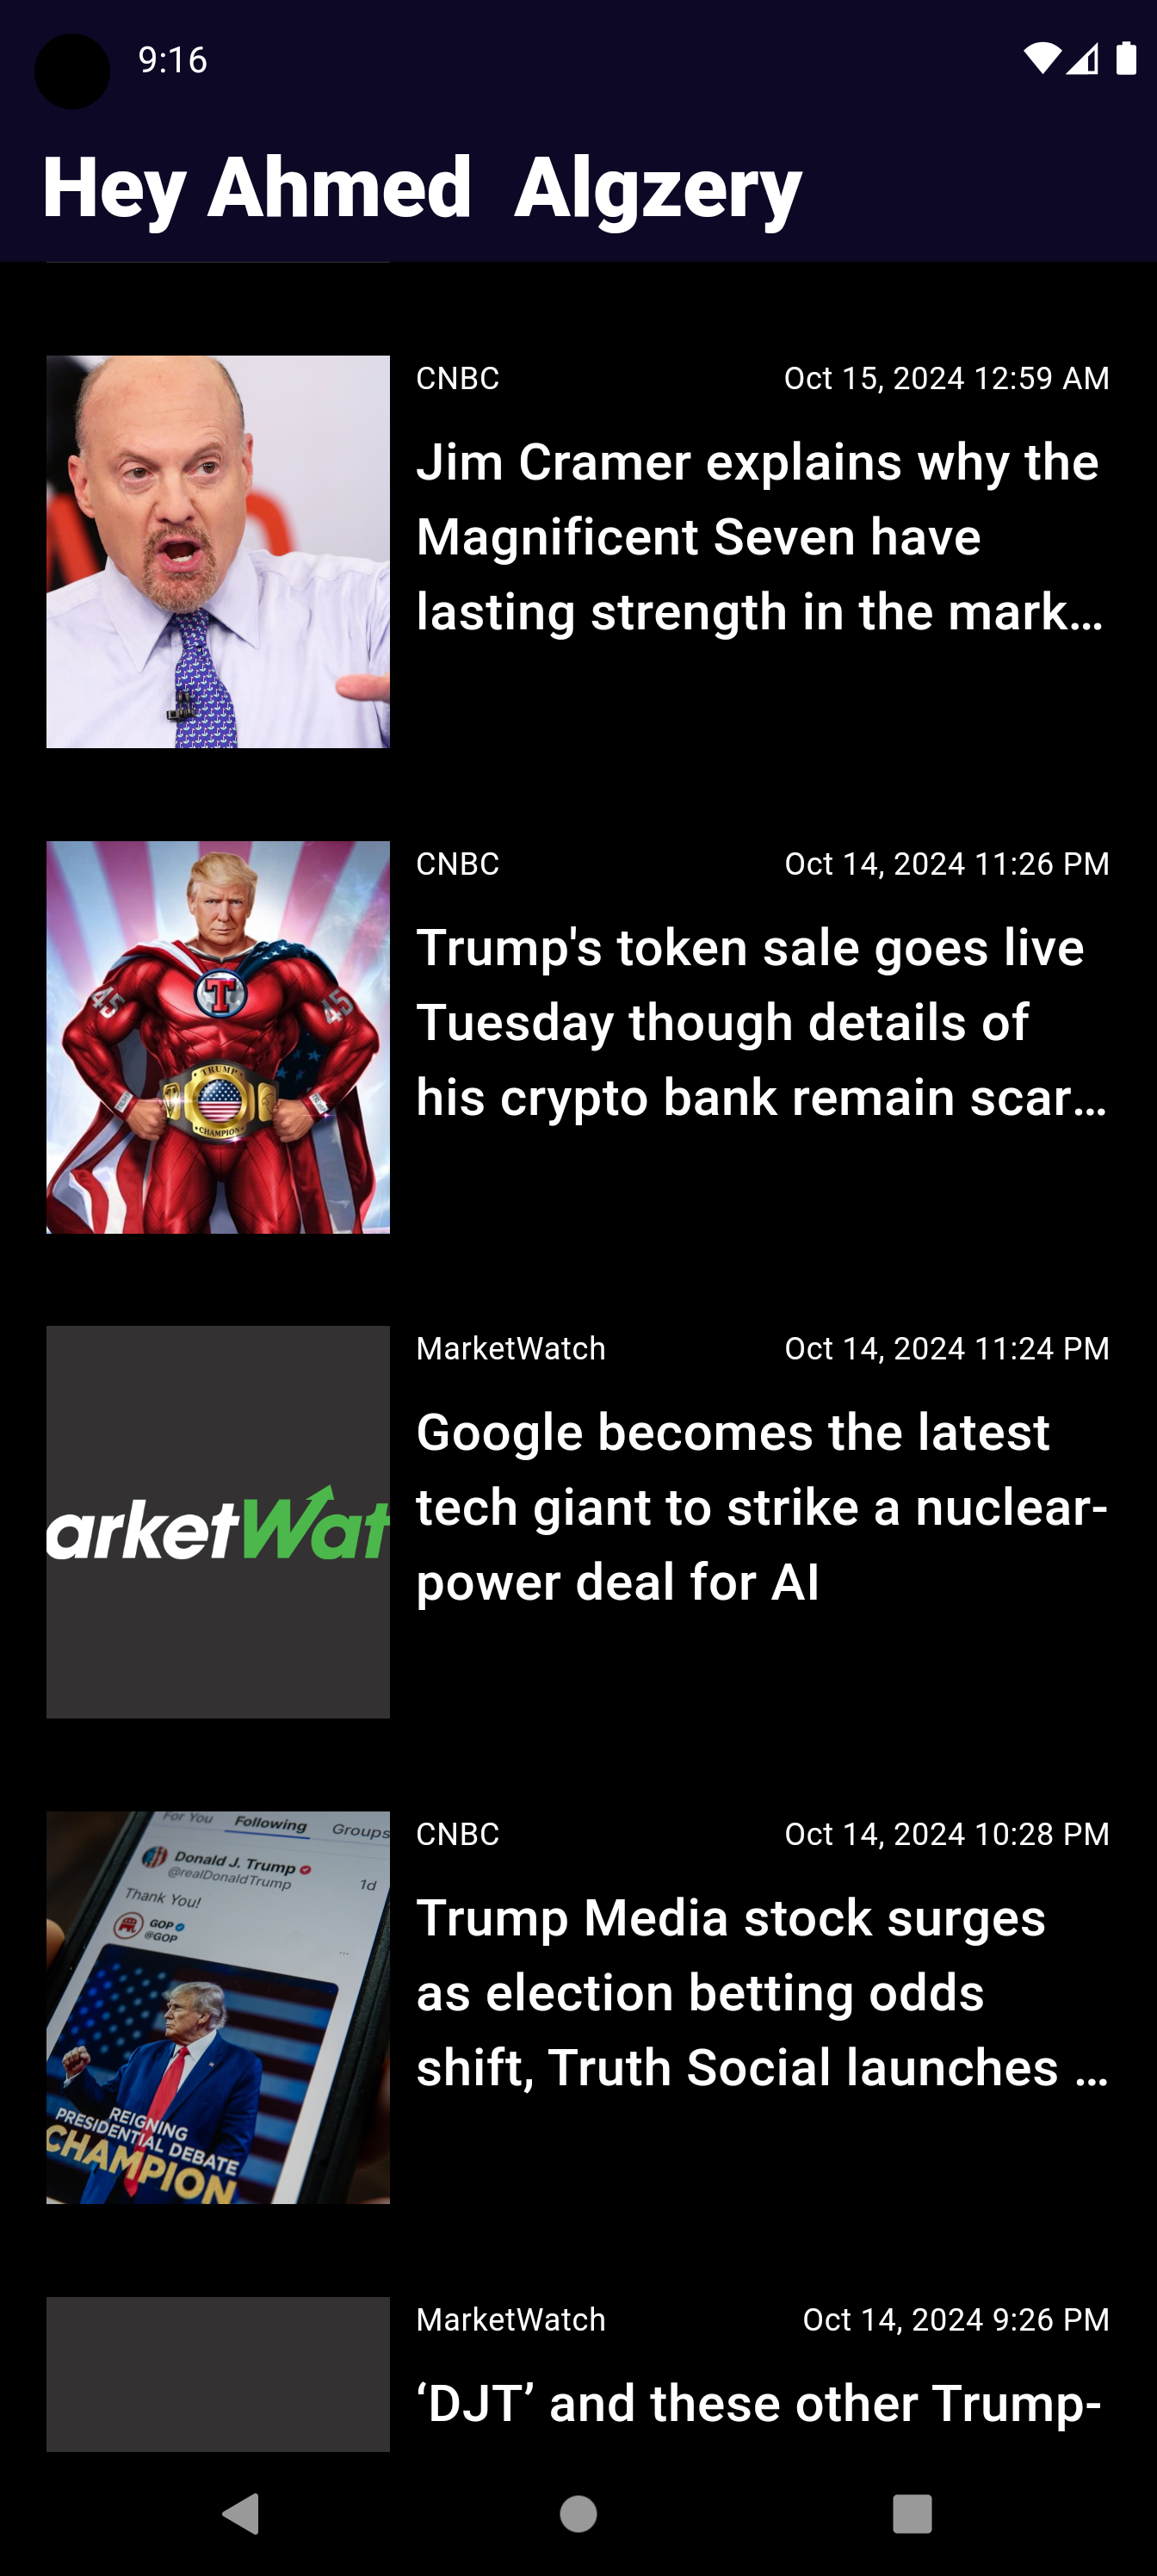 9:16
Hey Ahmed  Algzery
CNBC
Oct 15, 2024 12:59 AM
Jim Cramer explains why the
Magnificent Seven have
lasting strength in the mark…
CNBC
Oct 14, 2024 11:26 PM
Trump's token sale goes live
Tuesday though details of
his crypto bank remain scar…
45
T
45
TRUMP
CHAMPION
MarketWatch
Oct 14, 2024 11:24 PM
Google becomes the latest
tech giant to strike a nuclear-
power deal for AI
arketWat
CNBC
Oct 14, 2024 10:28 PM
Trump Media stock surges
as election betting odds
shift, Truth Social launches …
For You Following Groups
Donald J. Trump
@realDonaldTrump
1d
Thank You!
GOP
@GOP
REIGNING
PRESIDENTIAL DEBATE
CHAMPION
MarketWatch
Oct 14, 2024 9:26 PM
‘DJT’ and these other Trump-